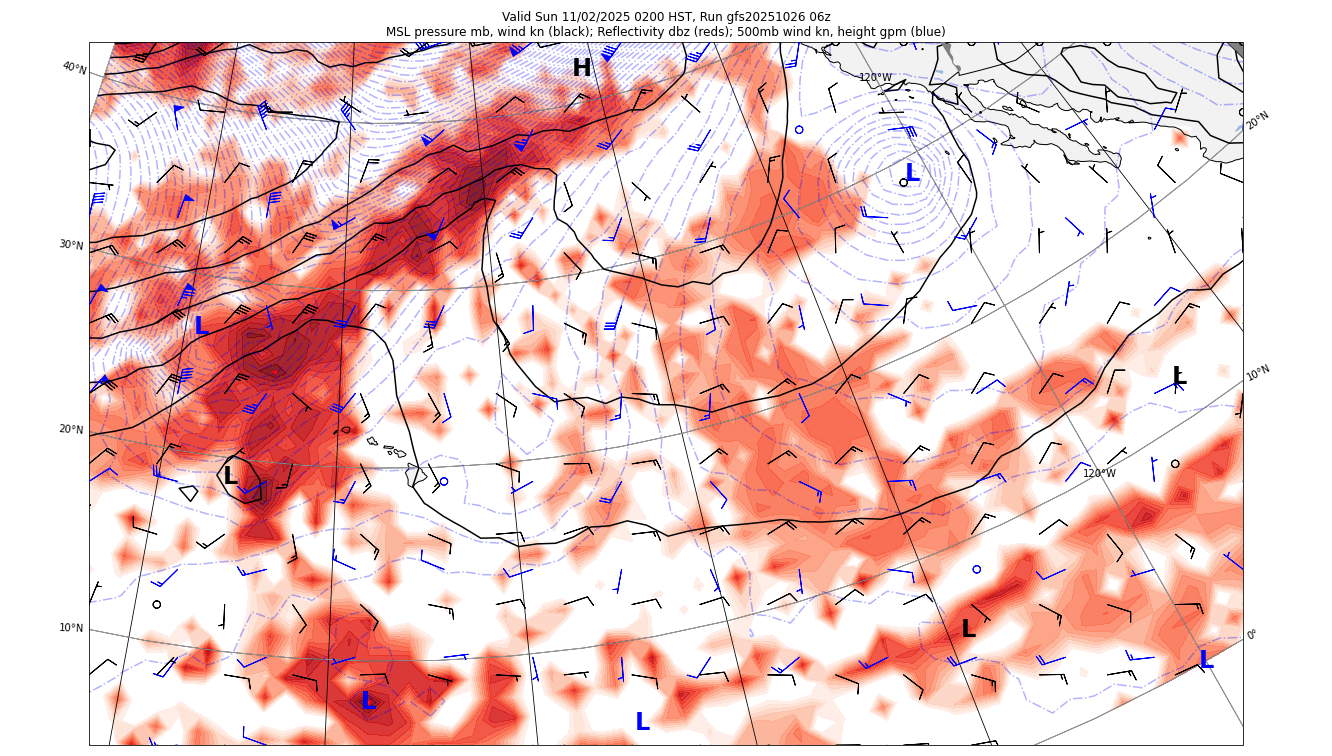 Valid Sun 11/02/2025 0200 HST, Run gfs20251026 06z
MSL pressure mb, wind kn (black); Reflectivity dbz (reds); 500mb wind kn, height gpm (blue)
40°N
H
120°W
20°N
L
30°N
L
L
10°N
20°N
L
120°W
10°N
L
0°
L
L
L